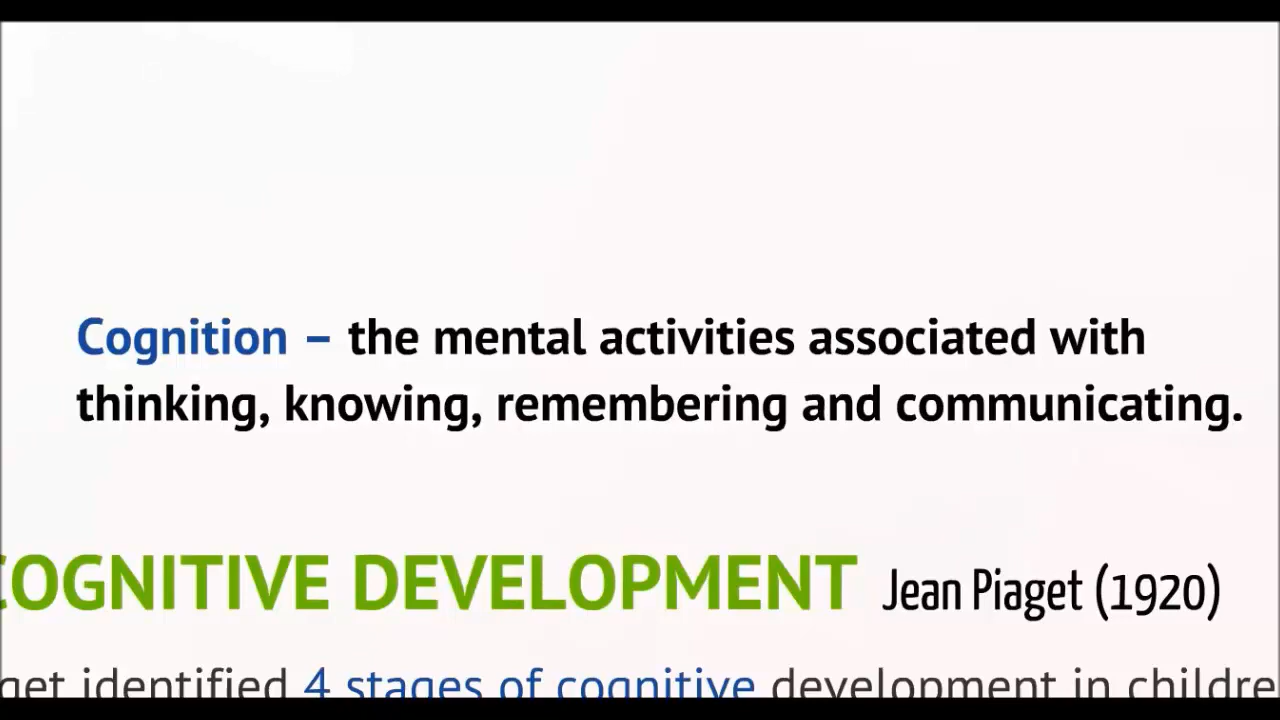 Cognition – the mental activities associated with
thinking, knowing, remembering and communicating.
COGNITIVE DEVELOPMENT Jean Piaget (1920)
identified 4 stages of cognitive development in